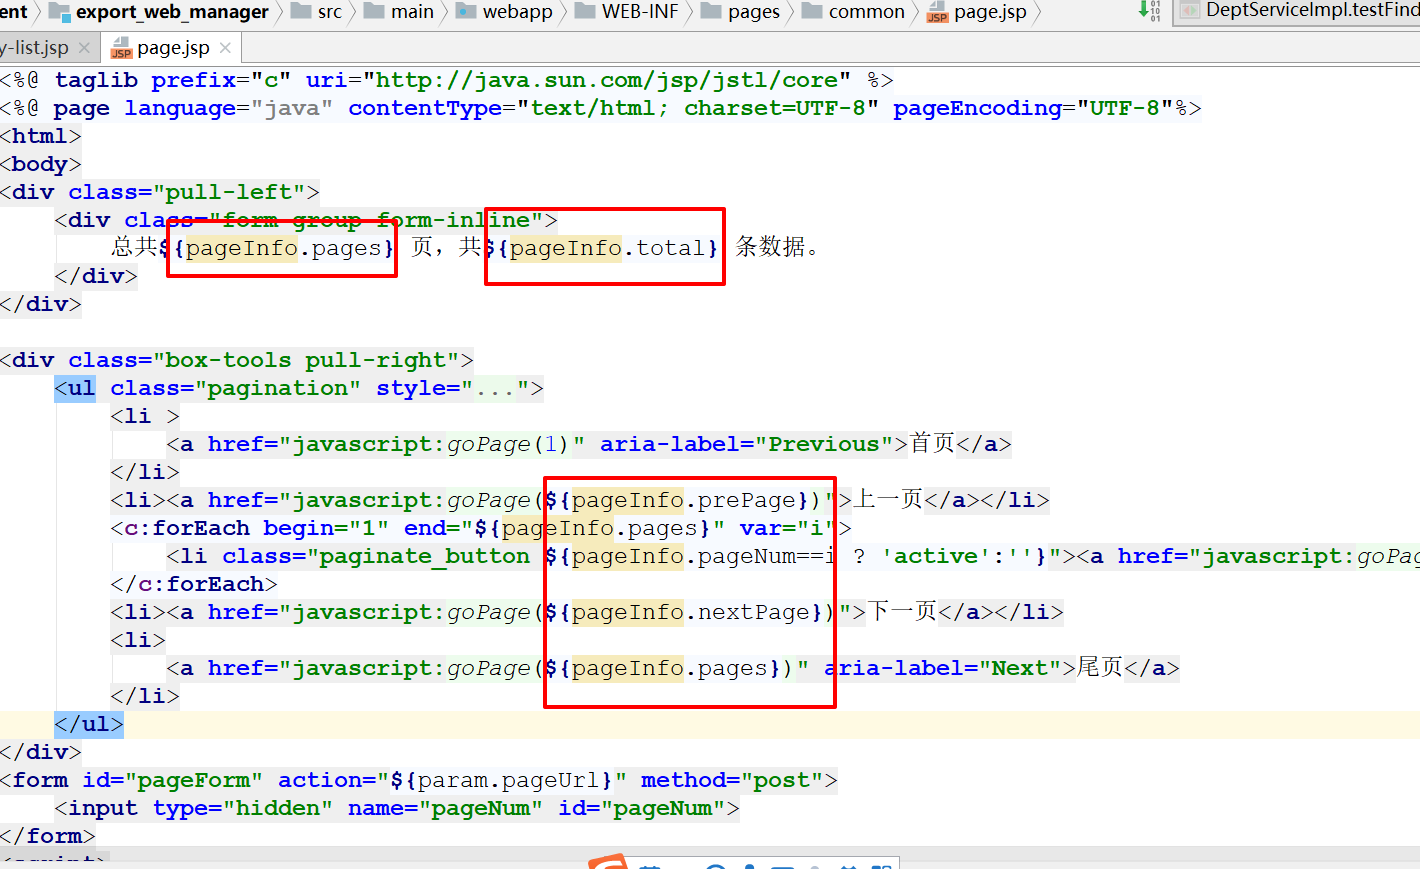 ent export_web_manager src main webapp WEB-INF pages common page.jsp DeptServiceImpl.testFind
y-list.jsp page.jsp
<%@ taglib prefix="c" uri="http://java.sun.com/jsp/jstl/core" %>
<%@ page language="java" contentType="text/html; charset=UTF-8" pageEncoding="UTF-8"%>
<html>
<body>
<div class="pull-left">
<div class="form-group form-inline">
总共${pageInfo.pages} 页，共${pageInfo.total} 条数据。
</div>
</div>
<div class="box-tools pull-right">
<ul class="pagination" style="...">
<li >
<a href="javascript:goPage(1)" aria-label="Previous">首页</a>
</li>
<li><a href="javascript:goPage(${pageInfo.prePage})">上一页</a></li>
<c:forEach begin="1" end="${pageInfo.pages}" var="i">
<li class="paginate_button ${pageInfo.pageNum==i ? 'active':''}"><a href="javascript:goPag
</c:forEach>
<li><a href="javascript:goPage(${pageInfo.nextPage})">下一页</a></li>
<li>
<a href="javascript:goPage(${pageInfo.pages})" aria-label="Next">尾页</a>
</li>
</ul>
</div>
<form id="pageForm" action="${param.pageUrl}" method="post">
<input type="hidden" name="pageNum" id="pageNum">
</form>
<script>